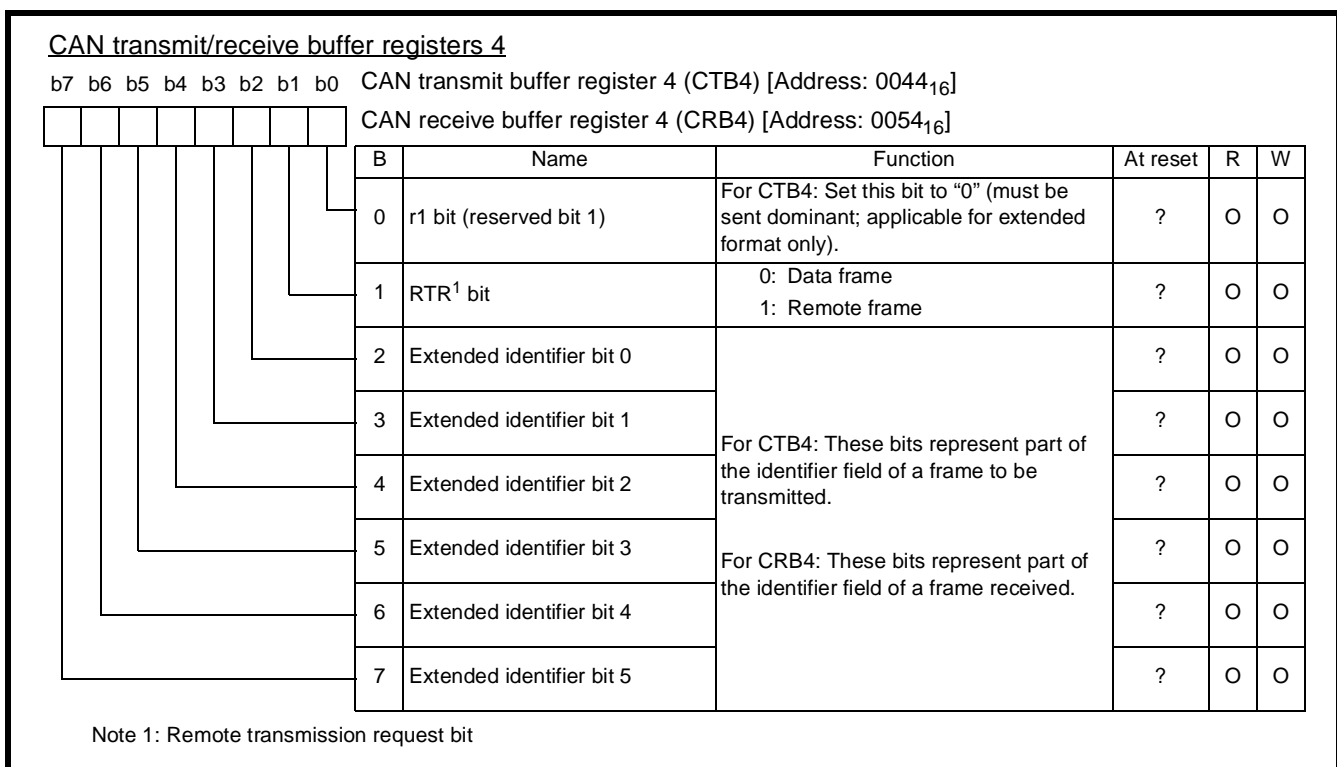 CAN transmit/receive buffer registers 4
b7 b6 b5 b4 b3 b2 b1 b0 CAN transmit buffer register 4 (CTB4) [Address: 0044₁₆]
CAN receive buffer register 4 (CRB4) [Address: 0054₁₆]
B Name Function At reset R W
0 r1 bit (reserved bit 1) For CTB4: Set this bit to “0” (must be
sent dominant; applicable for extended
format only). ? O O
1 RTR¹ bit 0: Data frame
1: Remote frame ? O O
2 Extended identifier bit 0 ? O O
3 Extended identifier bit 1 ? O O
For CTB4: These bits represent part of
the identifier field of a frame to be
transmitted.
4 Extended identifier bit 2 ? O O
5 Extended identifier bit 3 ? O O
For CRB4: These bits represent part of
the identifier field of a frame received.
6 Extended identifier bit 4 ? O O
7 Extended identifier bit 5 ? O O
Note 1: Remote transmission request bit